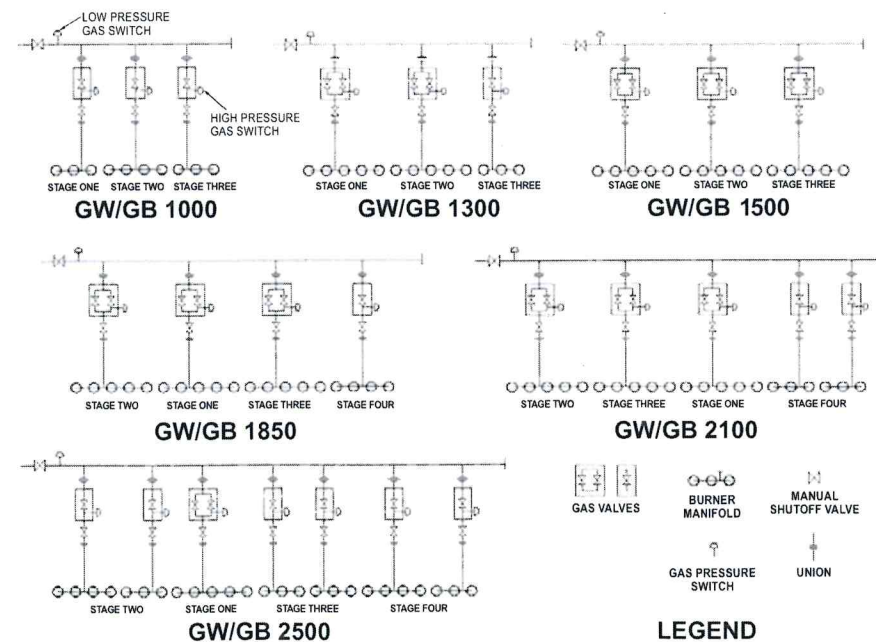 LOW PRESSURE
GAS SWITCH
HIGH PRESSURE
GAS SWITCH
STAGE ONE
STAGE TWO
STAGE THREE
GW/GB 1000
STAGE ONE
STAGE TWO
STAGE THREE
GW/GB 1300
STAGE ONE
STAGE TWO
STAGE THREE
GW/GB 1500
STAGE TWO
STAGE ONE
STAGE THREE
STAGE FOUR
GW/GB 1850
STAGE TWO
STAGE THREE
STAGE ONE
STAGE FOUR
GW/GB 2100
STAGE TWO
STAGE ONE
STAGE THREE
STAGE FOUR
GW/GB 2500
GAS VALVES
BURNER
MANIFOLD
MANUAL
SHUTOFF VALVE
GAS PRESSURE
SWITCH
UNION
LEGEND